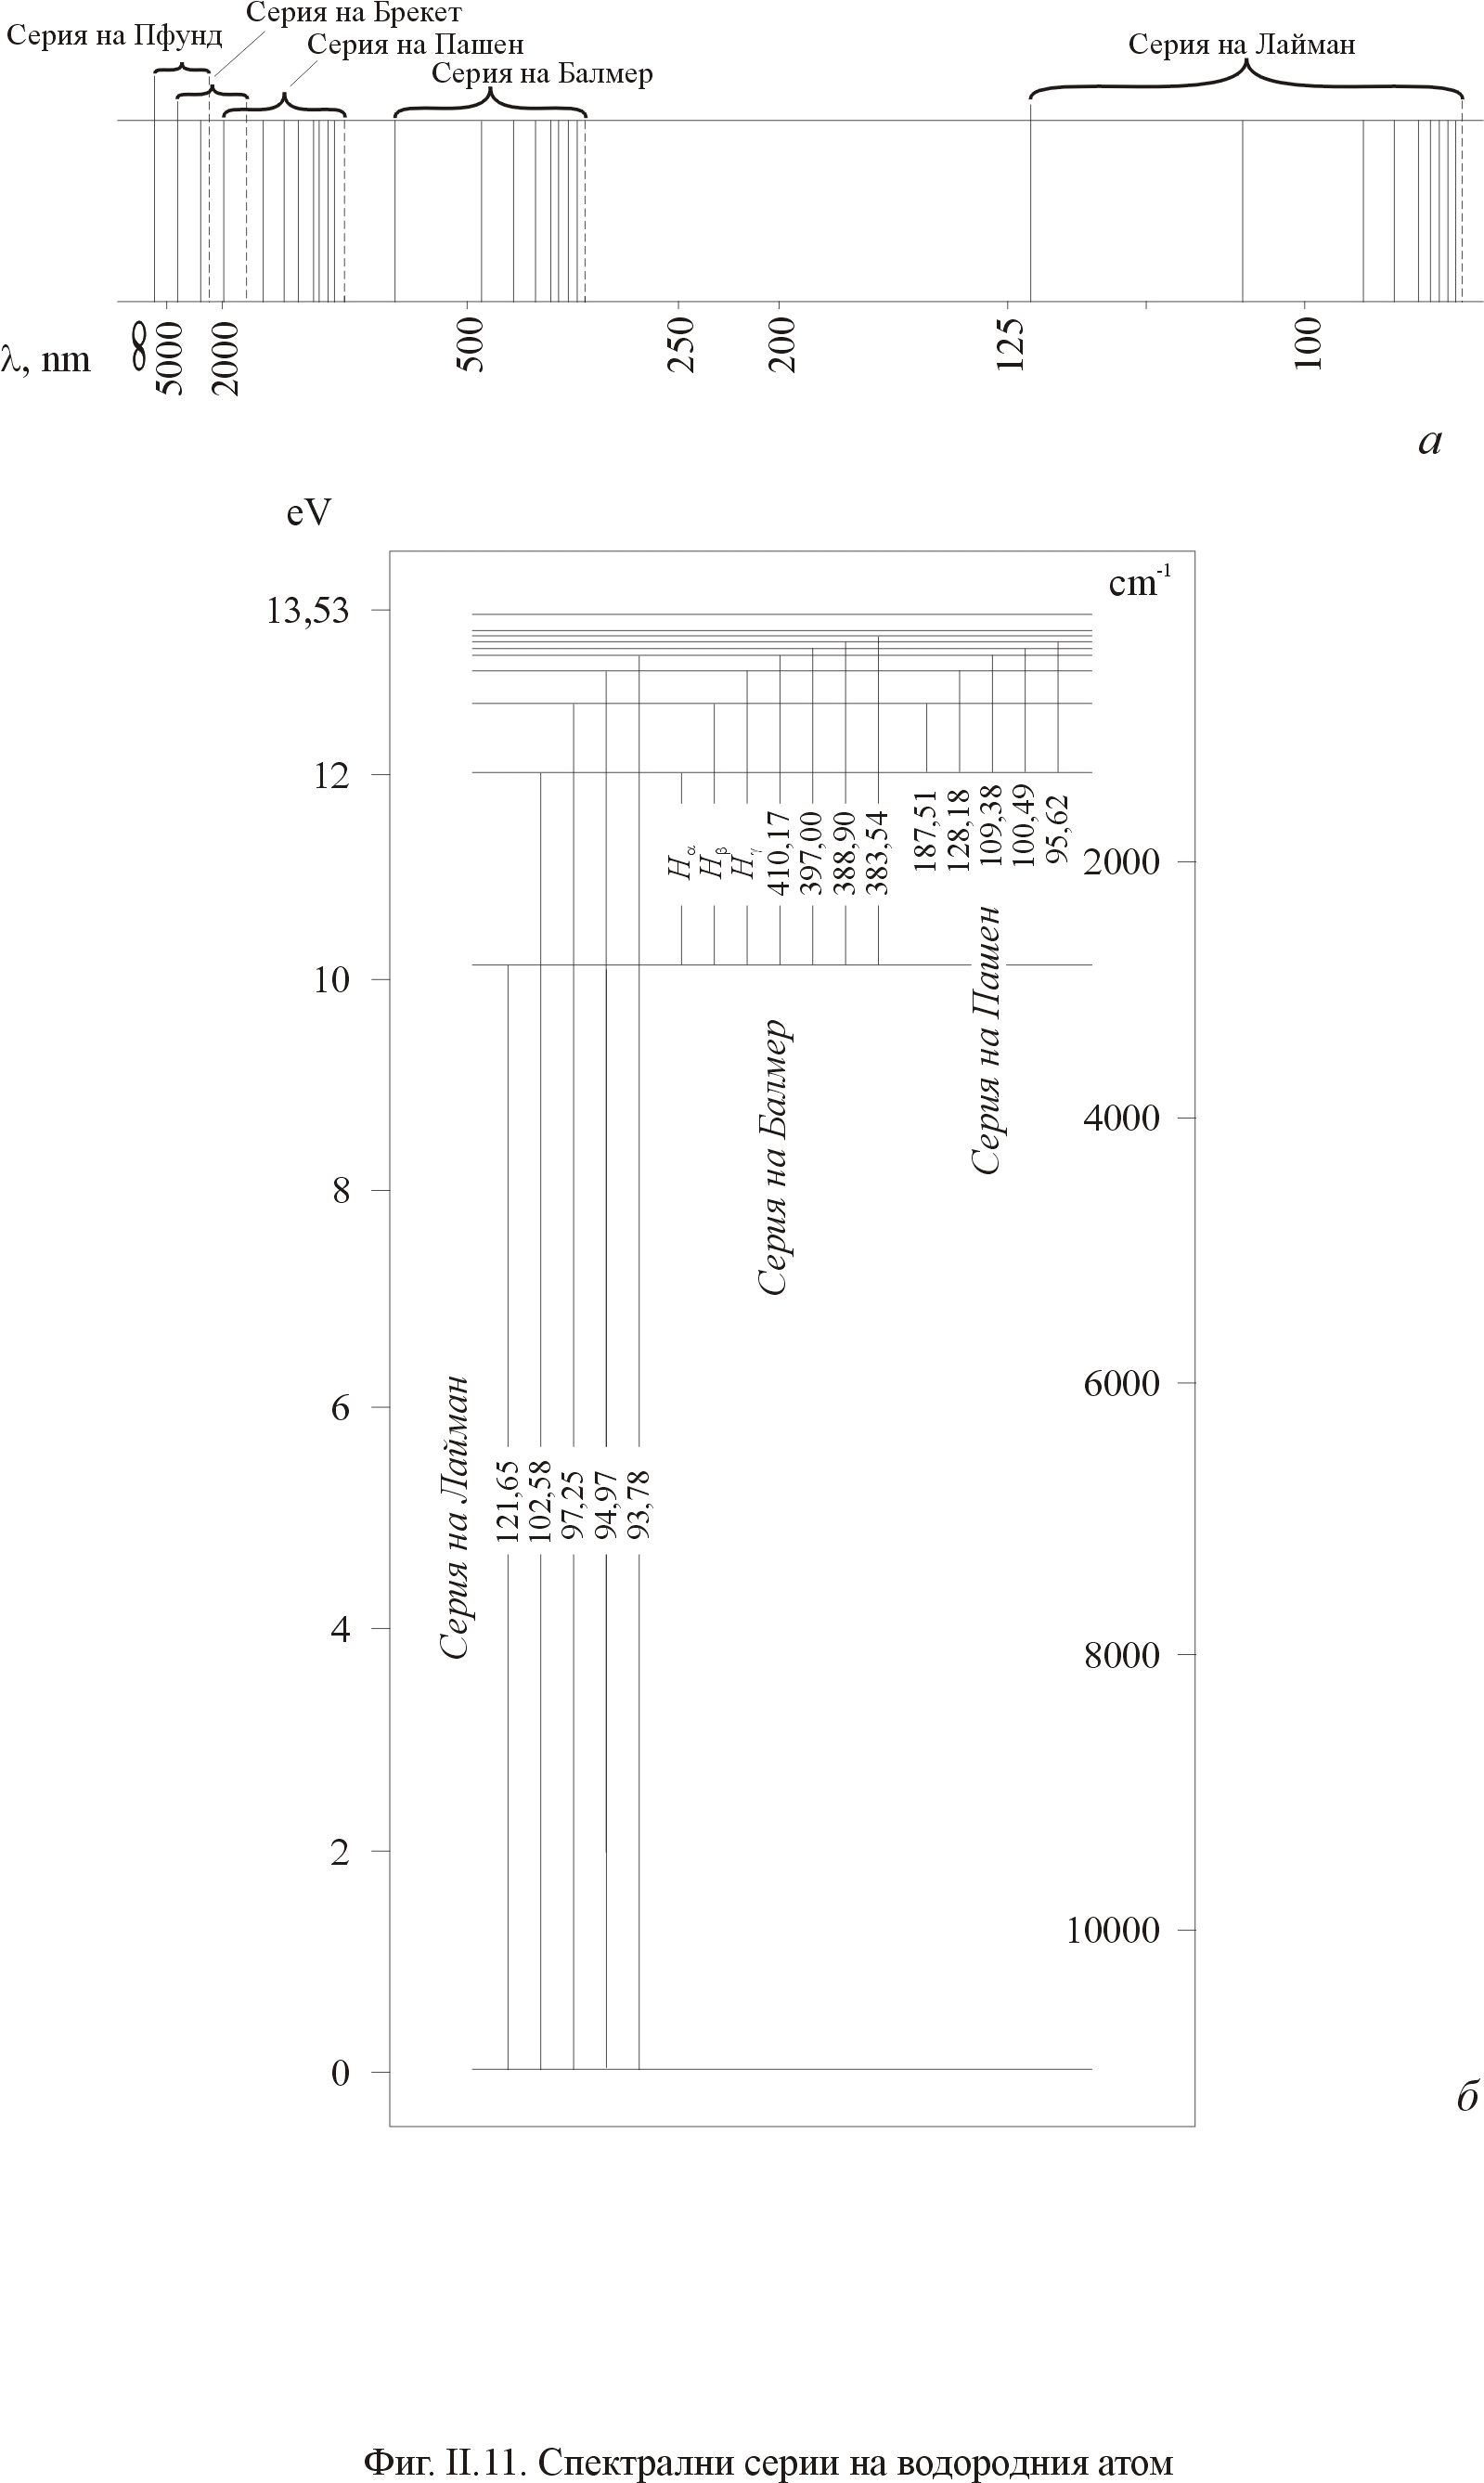 Серия на Брекет
Серия на Пфунд
Серия на Пашен
Серия на Лайман
Серия на Балмер
λ, nm
∞
5000
2000
500
250
200
125
100
а
eV
cm-1
13,53
12
10
8
6
4
2
0
2000
4000
6000
8000
10000
Hα
Hβ
Hγ
410,17
397,00
388,90
383,54
187,51
128,18
109,38
100,49
95,62
Серия на Пашен
Серия на Балмер
Серия на Лайман
121,65
102,58
97,25
94,97
93,78
б
Фиг. II.11. Спектрални серии на водородния атом